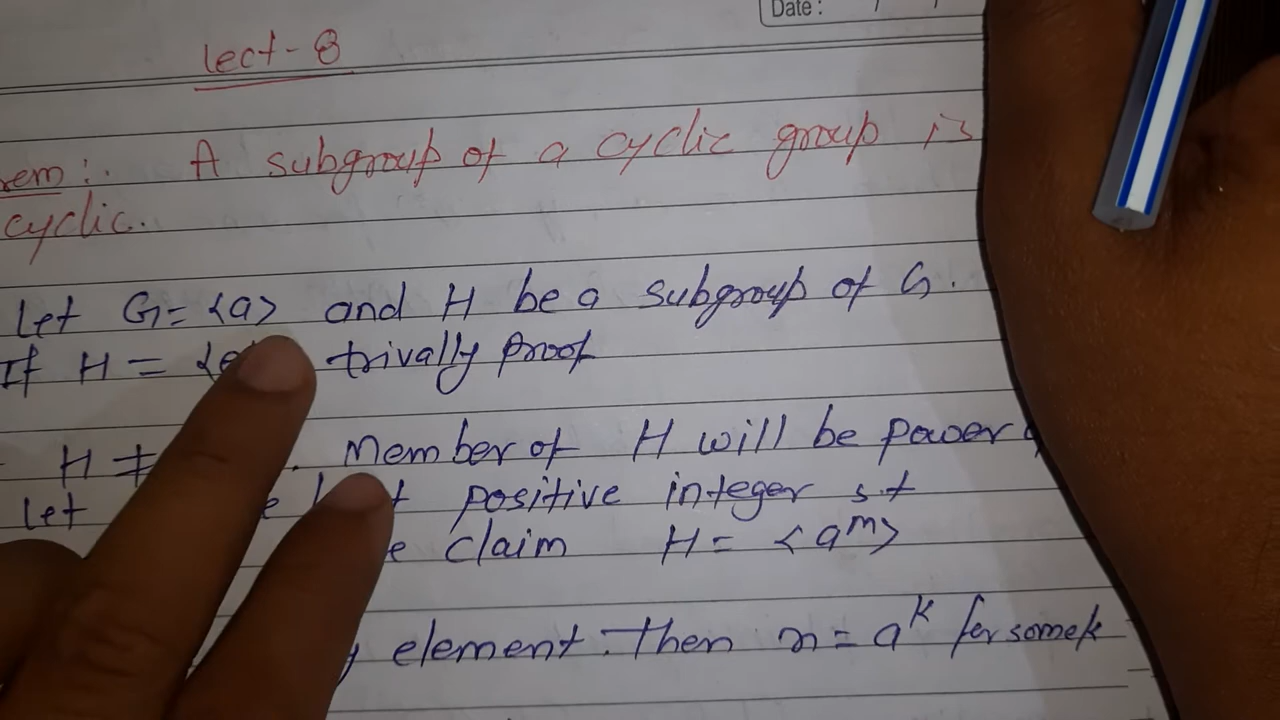 Date : / /
Lect - 8
rem :. A subgroup of a cyclic group is
cyclic.
Let G = <a> and H be a subgroup of G.
If H = trivally proof
H ≠ . Member of H will be power
Let positive integer s.t
claim H = <a^m>
element. Then x = a^k for some k